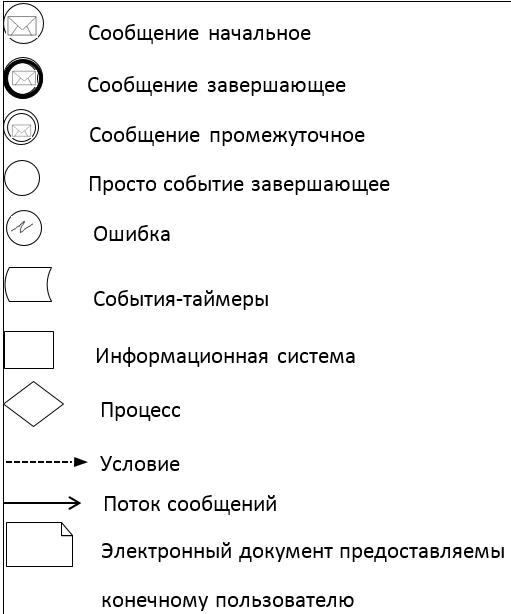 Сообщение начальное
Сообщение завершающее
Сообщение промежуточное
Просто событие завершающее
Ошибка
События-таймеры
Информационная система
Процесс
Условие
Поток сообщений
Электронный документ предоставляемы
конечному пользователю